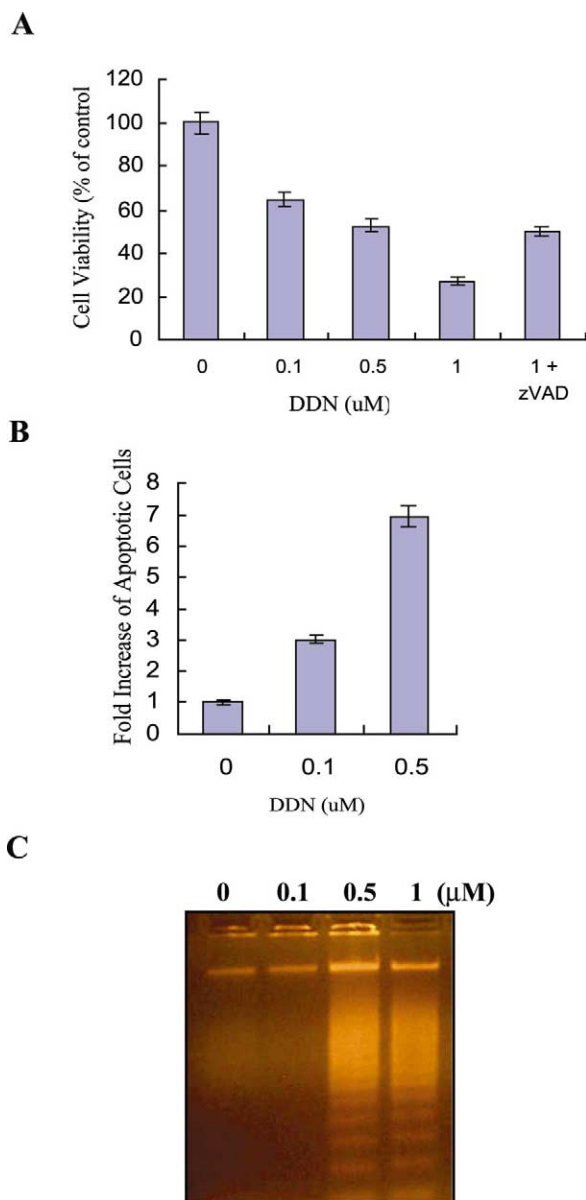 A
Cell Viability (% of control
120
100
80
60
40
20
0
0 0.1 0.5 1 1 + zVAD
DDN (uM)
B
Fold Increase of Apoptotic Cells
8
7
6
5
4
3
2
1
0
0 0.1 0.5
DDN (uM)
C
0 0.1 0.5 1 (μM)